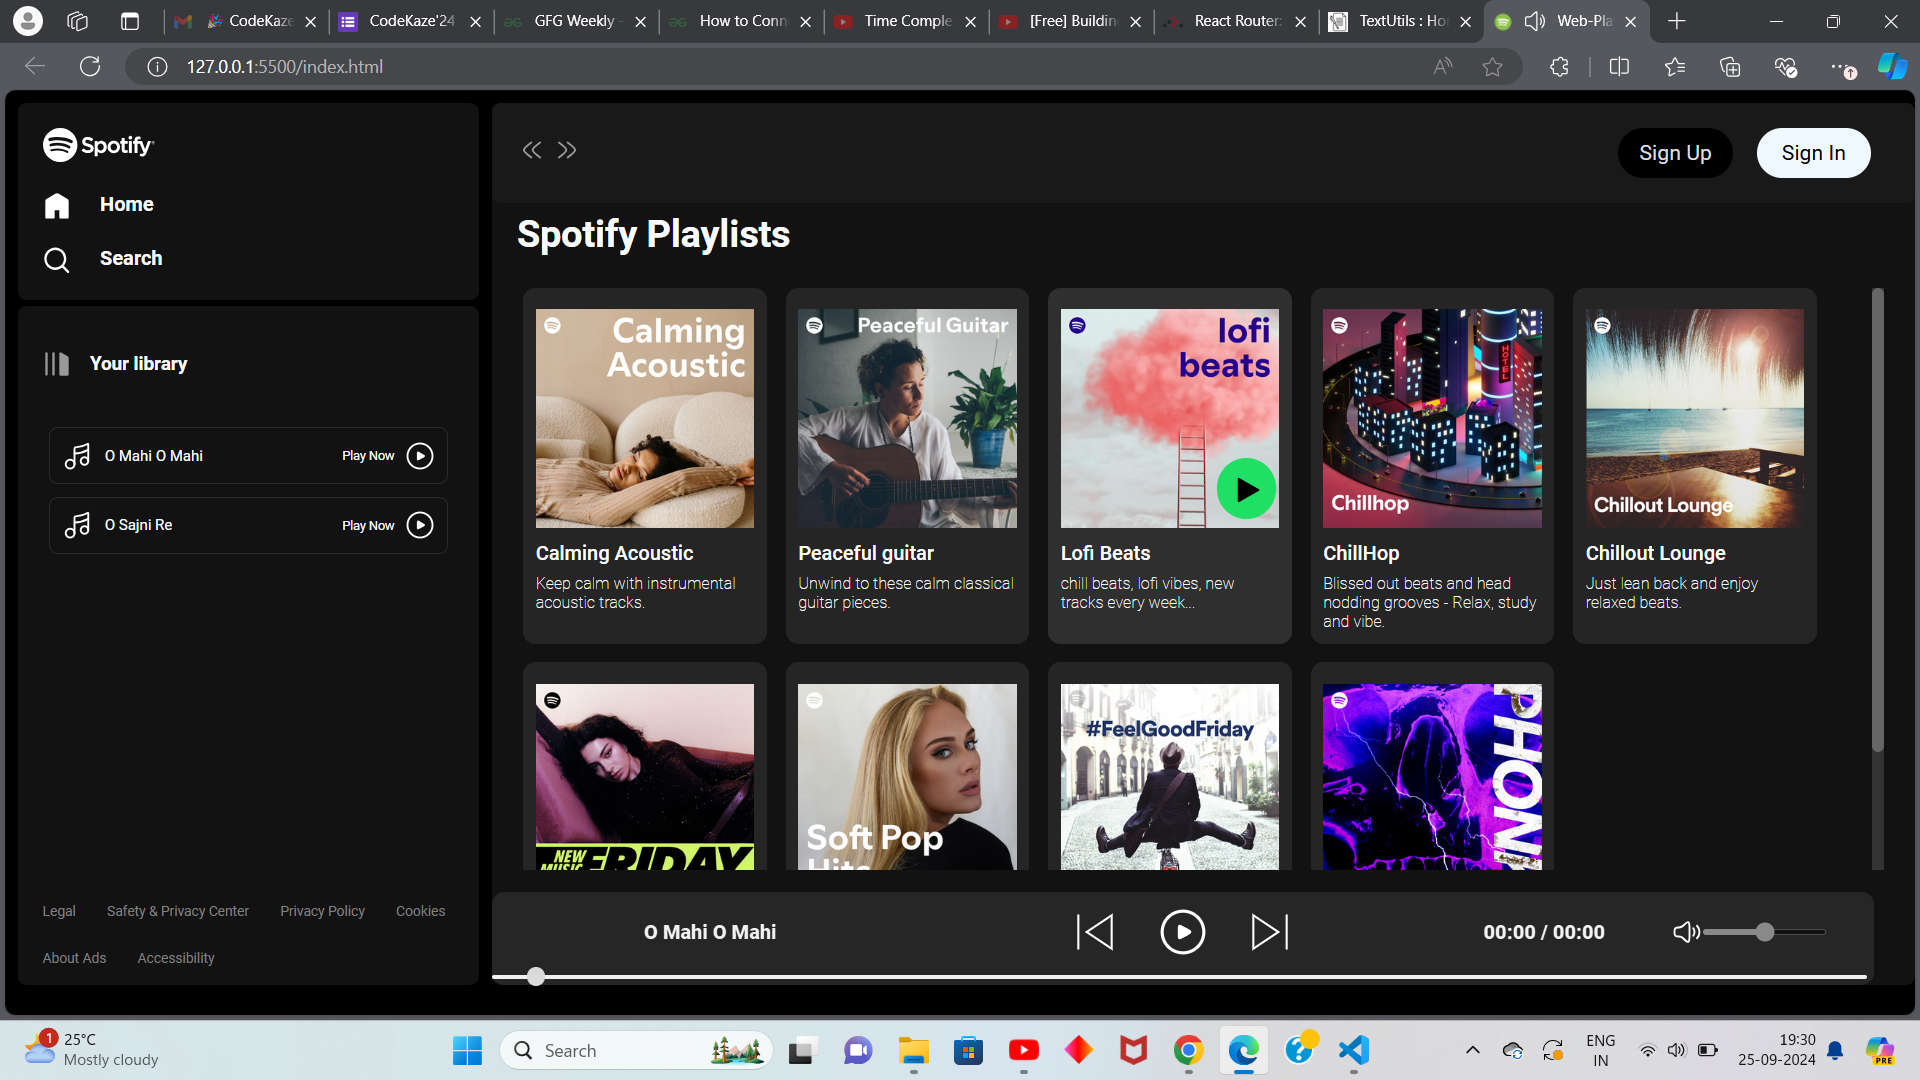 CodeKaze
CodeKaze'24
GFG Weekly -
How to Conn
Time Comple
[Free] Buildin
React Router:
TextUtils : Ho
Web-Pla
127.0.0.1:5500/index.html
Spotify
Home
Search
Your library
O Mahi O Mahi
Play Now
O Sajni Re
Play Now
Legal
Safety & Privacy Center
Privacy Policy
Cookies
About Ads
Accessibility
Sign Up
Sign In
Spotify Playlists
Calming
Acoustic
Calming Acoustic
Keep calm with instrumental
acoustic tracks.
Peaceful Guitar
Peaceful guitar
Unwind to these calm classical
guitar pieces.
lofi
beats
Lofi Beats
chill beats, lofi vibes, new
tracks every week...
HOTEL
Chillhop
ChillHop
Blissed out beats and head
nodding grooves - Relax, study
and vibe.
Chillout Lounge
Chillout Lounge
Just lean back and enjoy
relaxed beats.
NEW
MUSIC
FRIDAY
Soft Pop
Hits
#FeelGoodFriday
PHONK
O Mahi O Mahi
00:00 / 00:00
1
25°C
Mostly cloudy
Search
ENG
IN
19:30
25-09-2024
PRE